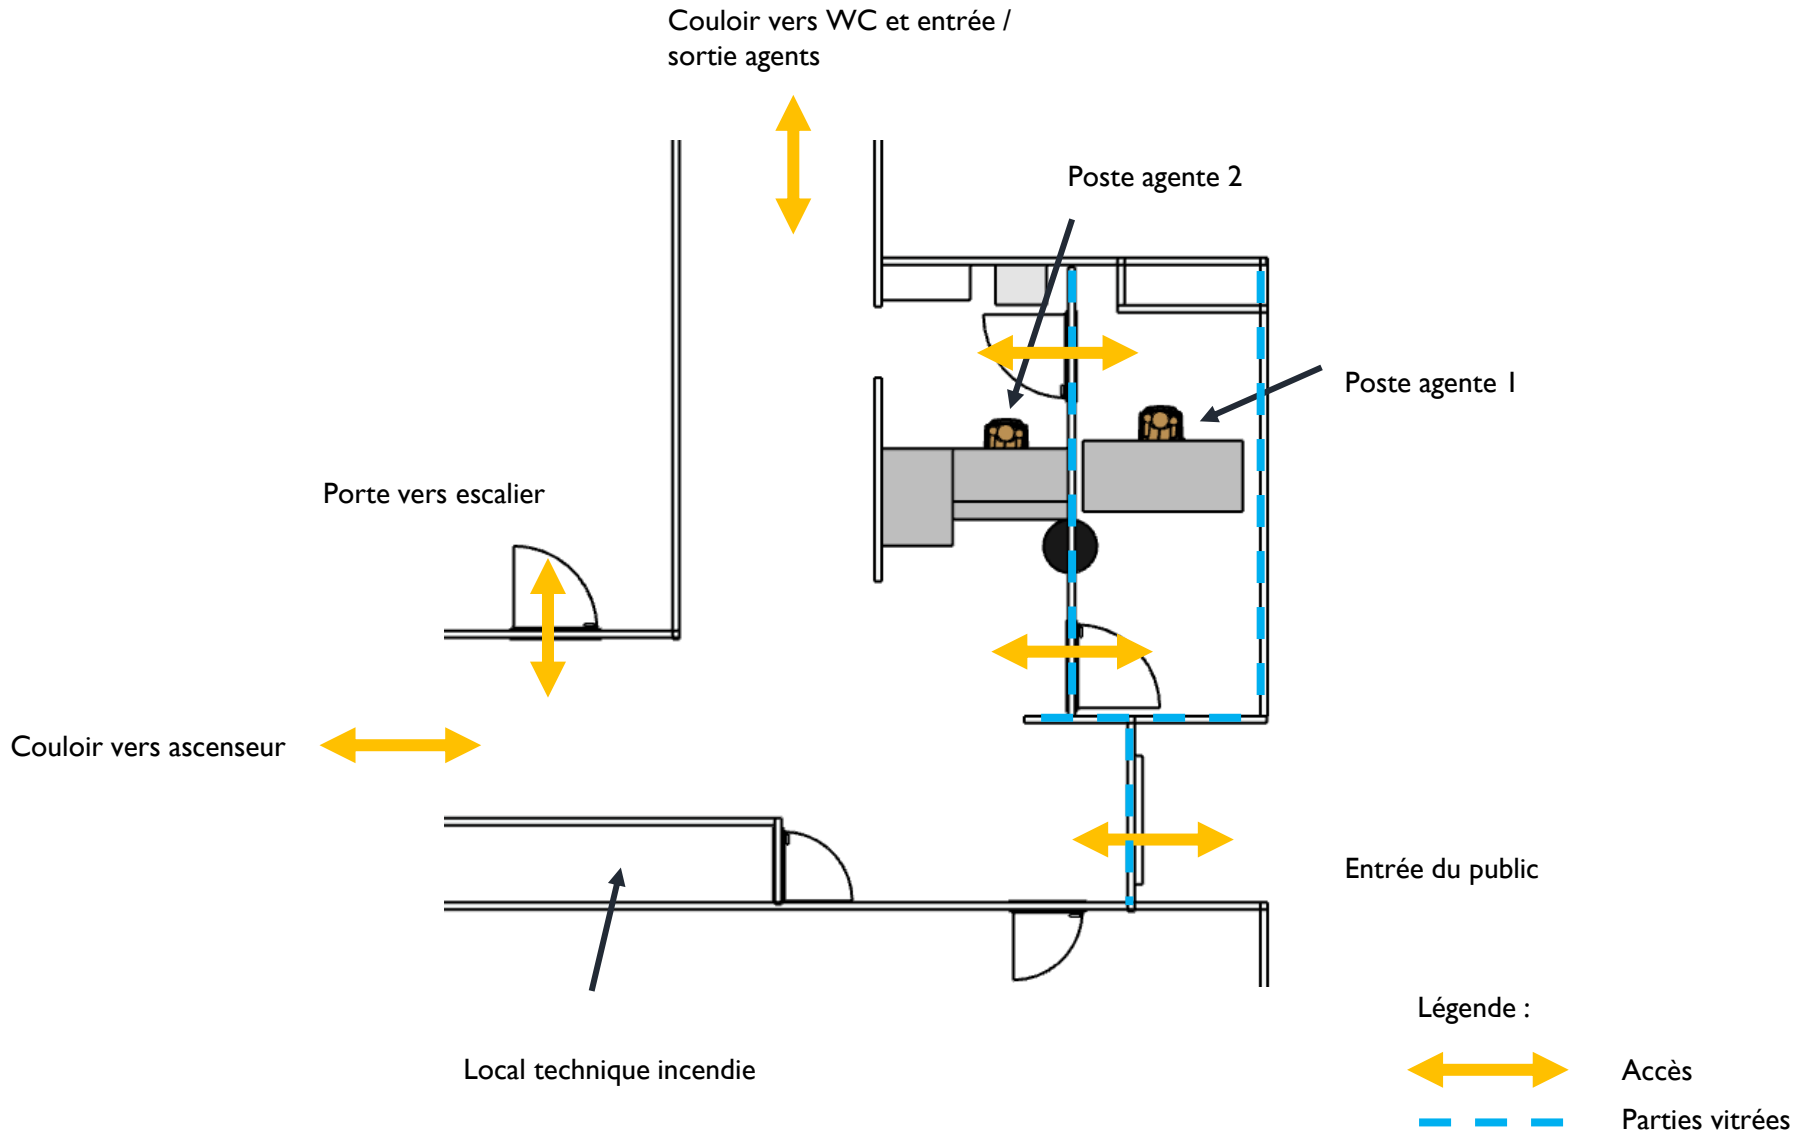 Couloir vers WC et entrée /
sortie agents
Poste agente 2
Poste agente 1
Porte vers escalier
Couloir vers ascenseur
Entrée du public
Local technique incendie
Légende :
Accès
Parties vitrées